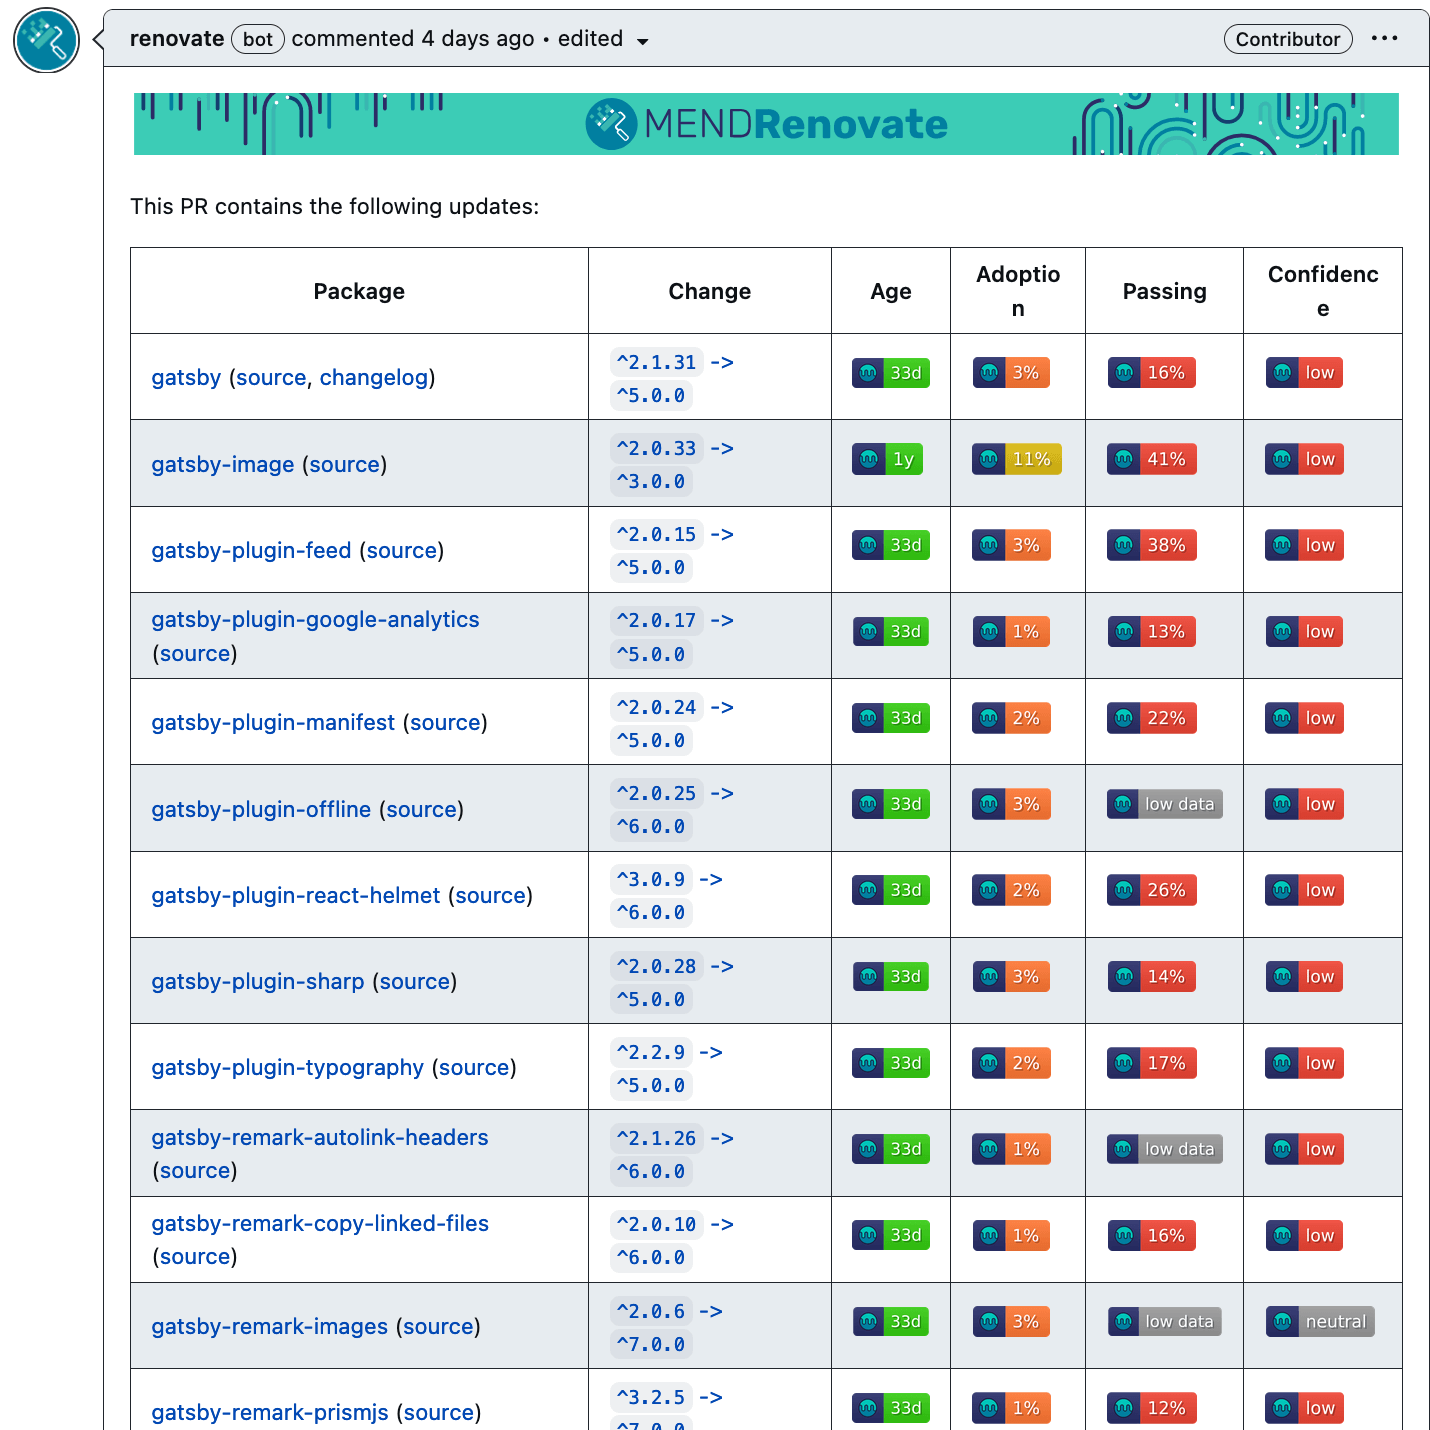 renovate bot commented 4 days ago • edited
Contributor ···
MENDRenovate
This PR contains the following updates:
Package Change Age Adoption Passing Confidence
gatsby (source, changelog) ^2.1.31 -> ^5.0.0 33d 3% 16% low
gatsby-image (source) ^2.0.33 -> ^3.0.0 1y 11% 41% low
gatsby-plugin-feed (source) ^2.0.15 -> ^5.0.0 33d 3% 38% low
gatsby-plugin-google-analytics (source) ^2.0.17 -> ^5.0.0 33d 1% 13% low
gatsby-plugin-manifest (source) ^2.0.24 -> ^5.0.0 33d 2% 22% low
gatsby-plugin-offline (source) ^2.0.25 -> ^6.0.0 33d 3% low data low
gatsby-plugin-react-helmet (source) ^3.0.9 -> ^6.0.0 33d 2% 26% low
gatsby-plugin-sharp (source) ^2.0.28 -> ^5.0.0 33d 3% 14% low
gatsby-plugin-typography (source) ^2.2.9 -> ^5.0.0 33d 2% 17% low
gatsby-remark-autolink-headers (source) ^2.1.26 -> ^6.0.0 33d 1% low data low
gatsby-remark-copy-linked-files (source) ^2.0.10 -> ^6.0.0 33d 1% 16% low
gatsby-remark-images (source) ^2.0.6 -> ^7.0.0 33d 3% low data neutral
gatsby-remark-prismjs (source) ^3.2.5 -> 33d 1% 12% low